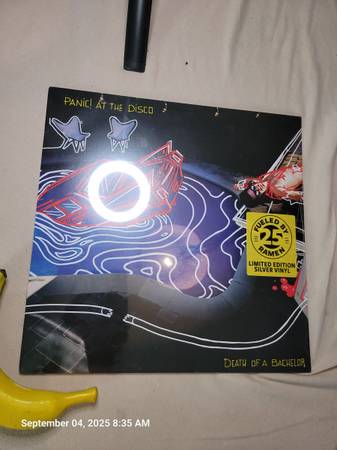 PANIC! AT THE DISCO
FUELED BY
25
RAMEN
LIMITED EDITION
SILVER VINYL
DEATH OF A BACHELOR
September 04, 2025 8:35 AM